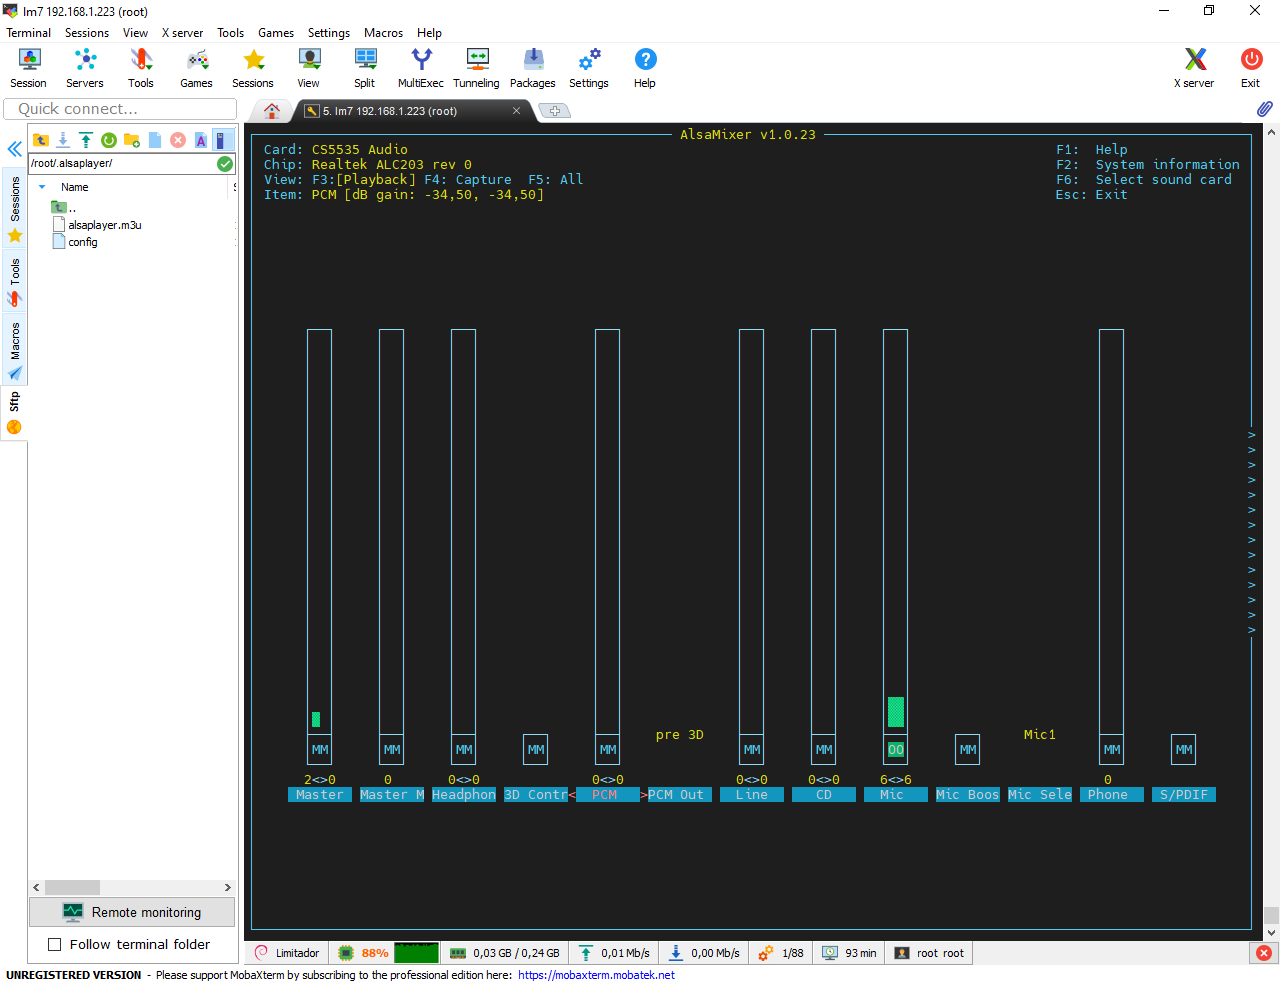 lm7 192.168.1.223 (root)
Terminal Sessions View X server Tools Games Settings Macros Help
Session Servers Tools Games Sessions View Split MultiExec Tunneling Packages Settings Help X server Exit
Quick connect...
5. lm7 192.168.1.223 (root)
/root/.alsaplayer/
Name
..
alsaplayer.m3u
config
Sessions
Tools
Macros
Sftp
Remote monitoring
Follow terminal folder
AlsaMixer v1.0.23
Card: CS5535 Audio F1: Help
Chip: Realtek ALC203 rev 0 F2: System information
View: F3:[Playback] F4: Capture F5: All F6: Select sound card
Item: PCM [dB gain: -34,50, -34,50] Esc: Exit
>
>
>
>
>
>
>
>
>
>
>
>
>
>
pre 3D Mic1
MM MM MM MM MM MM MM OO MM MM MM
2<>0 0 0<>0 0<>0 0<>0 0<>0 6<>6 0
Master Master M Headphon 3D Contr< PCM >PCM Out Line CD Mic Mic Boos Mic Sele Phone S/PDIF
Limitador 88% 0,03 GB / 0,24 GB 0,01 Mb/s 0,00 Mb/s 1/88 93 min root root
UNREGISTERED VERSION - Please support MobaXterm by subscribing to the professional edition here: https://mobaxterm.mobatek.net